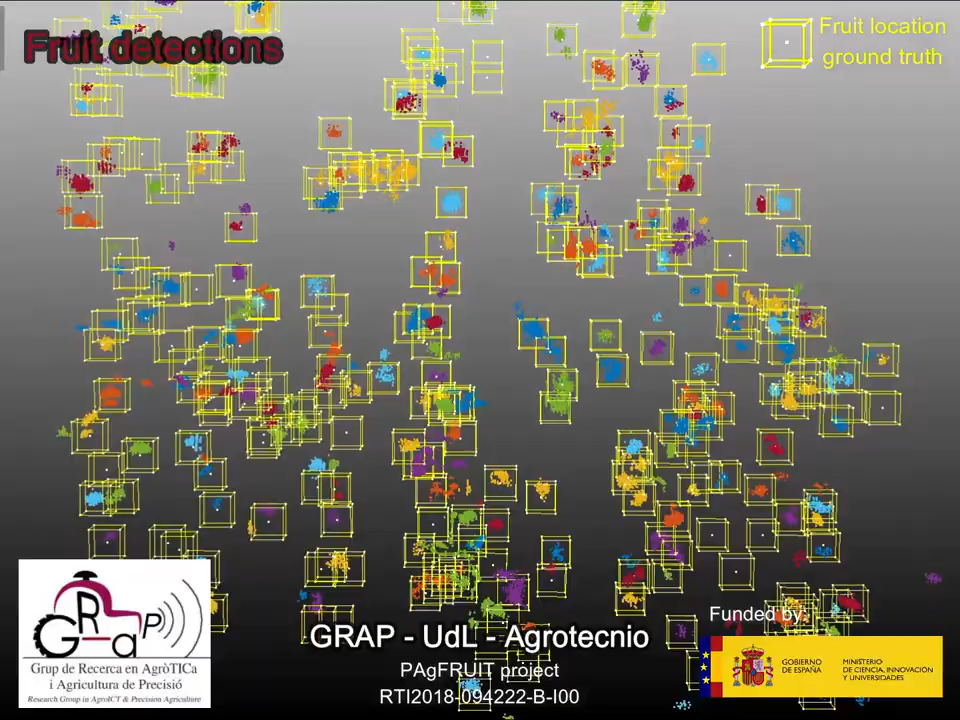 Fruit detections
Fruit location
ground truth
GRAP
Grup de Recerca en AgròTICa
i Agricultura de Precisió
Research Group in AgroICT & Precision Agriculture
GRAP - UdL - Agrotecnio
PAgFRUIT project
RTI2018-094222-B-I00
Funded by:
GOBIERNO
DE ESPAÑA
MINISTERIO
DE CIENCIA, INNOVACIÓN
Y UNIVERSIDADES